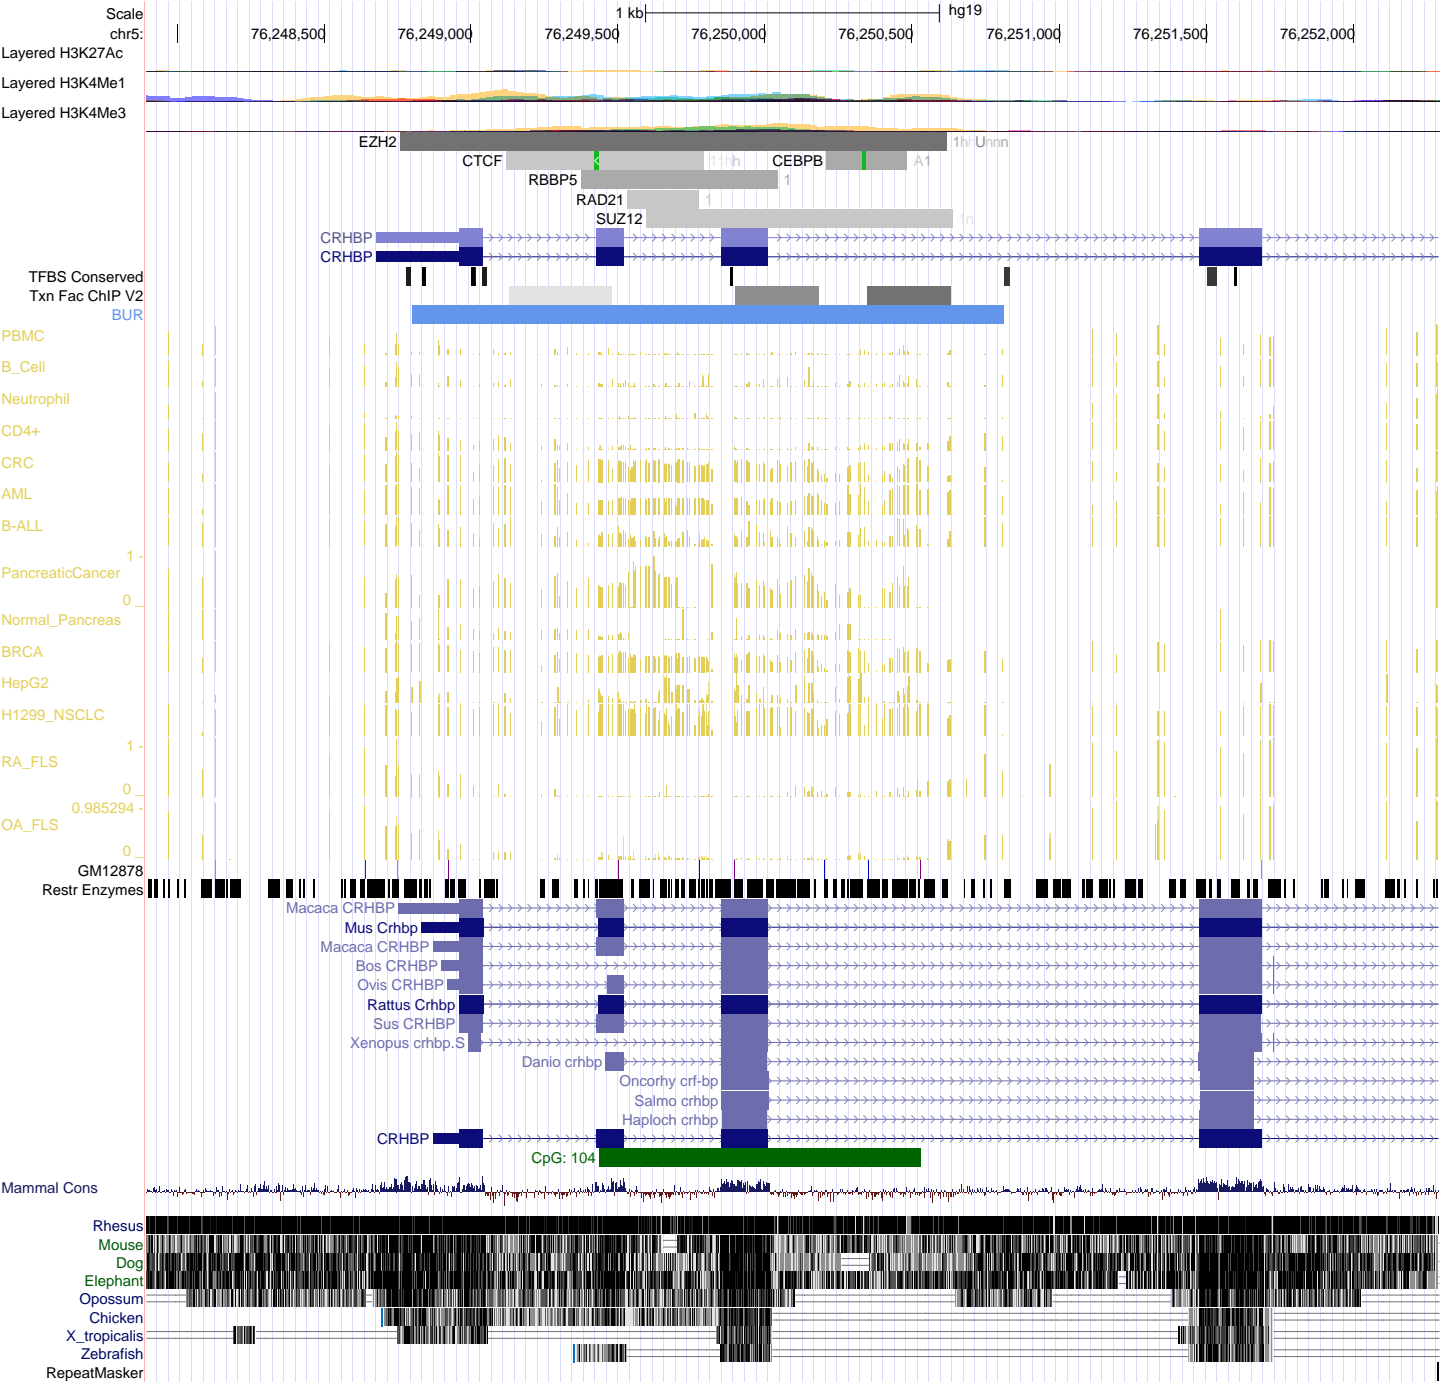 Scale 1 kb hg19
chr5: 76,248,500 76,249,000 76,249,500 76,250,000 76,250,500 76,251,000 76,251,500 76,252,000
Layered H3K27Ac
Layered H3K4Me1
Layered H3K4Me3
EZH2
CTCF CEBPB A1
RBBP5 1
RAD21 1
SUZ12 1n
CRHBP
CRHBP
TFBS Conserved
Txn Fac ChIP V2
BUR
PBMC
B_Cell
Neutrophil
CD4+
CRC
AML
B-ALL
1 -
PancreaticCancer
0 _
Normal_Pancreas
BRCA
HepG2
H1299_NSCLC
1 -
RA_FLS
0 _
0.985294 -
OA_FLS
0 _
GM12878
Restr Enzymes
Macaca CRHBP
Mus Crhbp
Macaca CRHBP
Bos CRHBP
Ovis CRHBP
Rattus Crhbp
Sus CRHBP
Xenopus crhbp.S
Danio crhbp
Oncorhy crf-bp
Salmo crhbp
Haploch crhbp
CRHBP
CpG: 104
Mammal Cons
Rhesus
Mouse
Dog
Elephant
Opossum
Chicken
X_tropicalis
Zebrafish
RepeatMasker